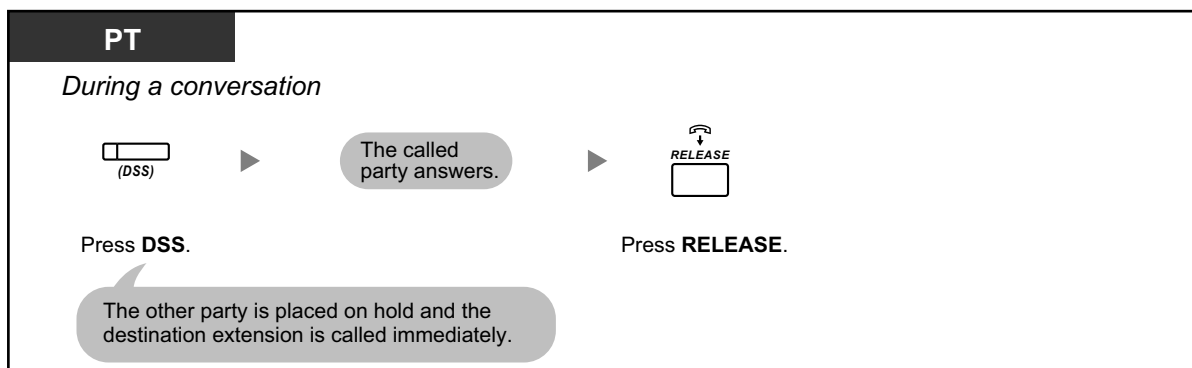 PT
During a conversation
(DSS)
The called
party answers.
RELEASE
Press DSS.
Press RELEASE.
The other party is placed on hold and the
destination extension is called immediately.